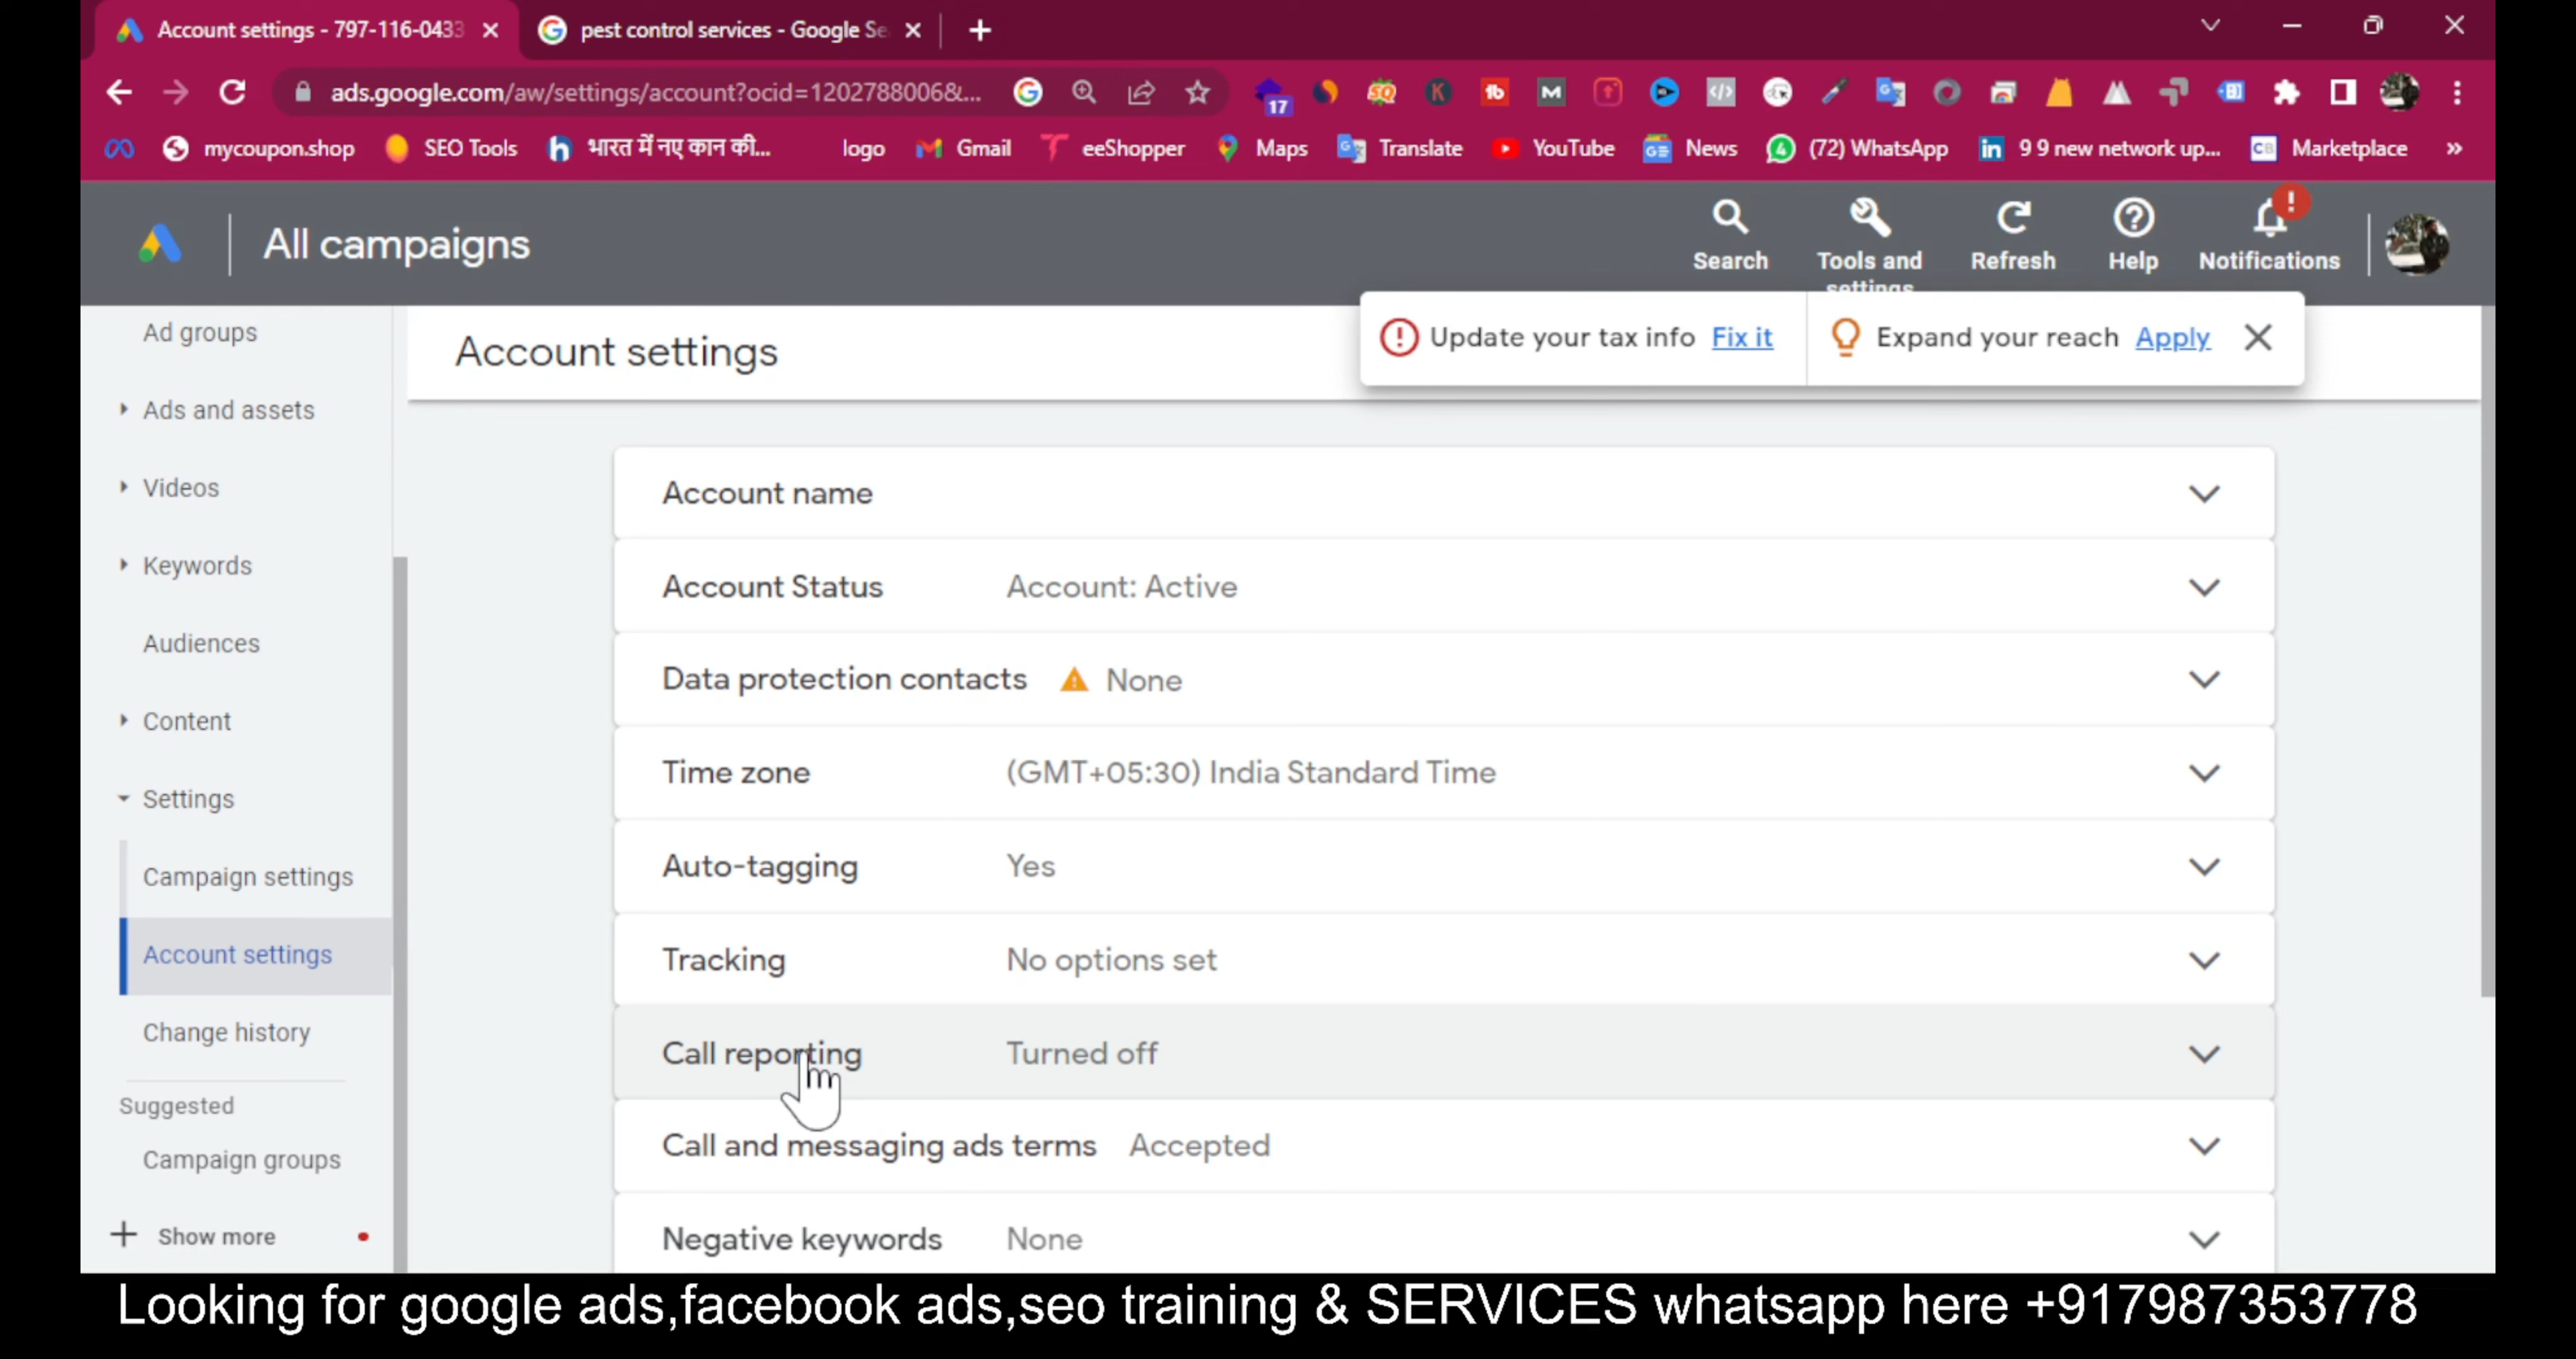 Account settings - 797-116-0433
pest control services - Google Se
ads.google.com/aw/settings/account?ocid=1202788006&...
17
mycoupon.shop
SEO Tools
भारत में नए कान की...
logo
Gmail
eeShopper
Maps
Translate
YouTube
News
(72) WhatsApp
9 9 new network up...
Marketplace
All campaigns
Search
Tools and settings
Refresh
Help
Notifications
Update your tax info Fix it
Expand your reach Apply
Ad groups
Ads and assets
Videos
Keywords
Audiences
Content
Settings
Campaign settings
Account settings
Change history
Suggested
Campaign groups
Show more
Account settings
Account name
Account Status Account: Active
Data protection contacts None
Time zone (GMT+05:30) India Standard Time
Auto-tagging Yes
Tracking No options set
Call reporting Turned off
Call and messaging ads terms Accepted
Negative keywords None
Looking for google ads,facebook ads,seo training & SERVICES whatsapp here +917987353778